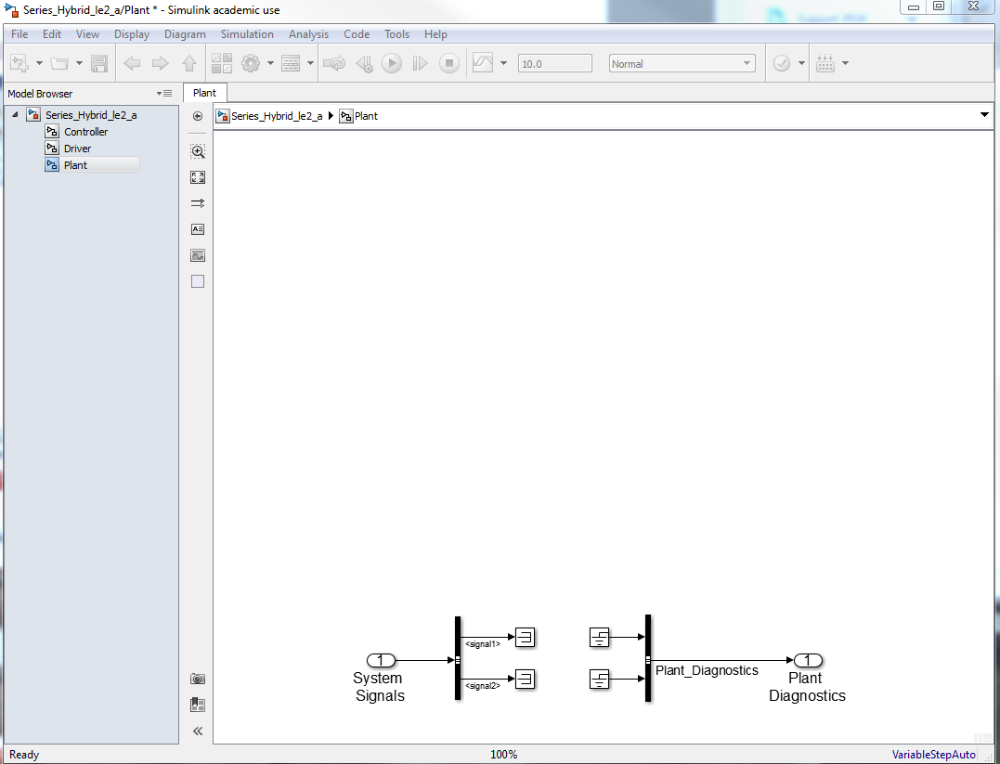 Series_Hybrid_le2_a/Plant * - Simulink academic use
File Edit View Display Diagram Simulation Analysis Code Tools Help
10.0 Normal
Model Browser
Plant
Series_Hybrid_le2_a
Controller
Driver
Plant
Series_Hybrid_le2_a Plant
<signal1>
<signal2>
1
System
Signals
Plant_Diagnostics
1
Plant
Diagnostics
Ready 100% VariableStepAuto